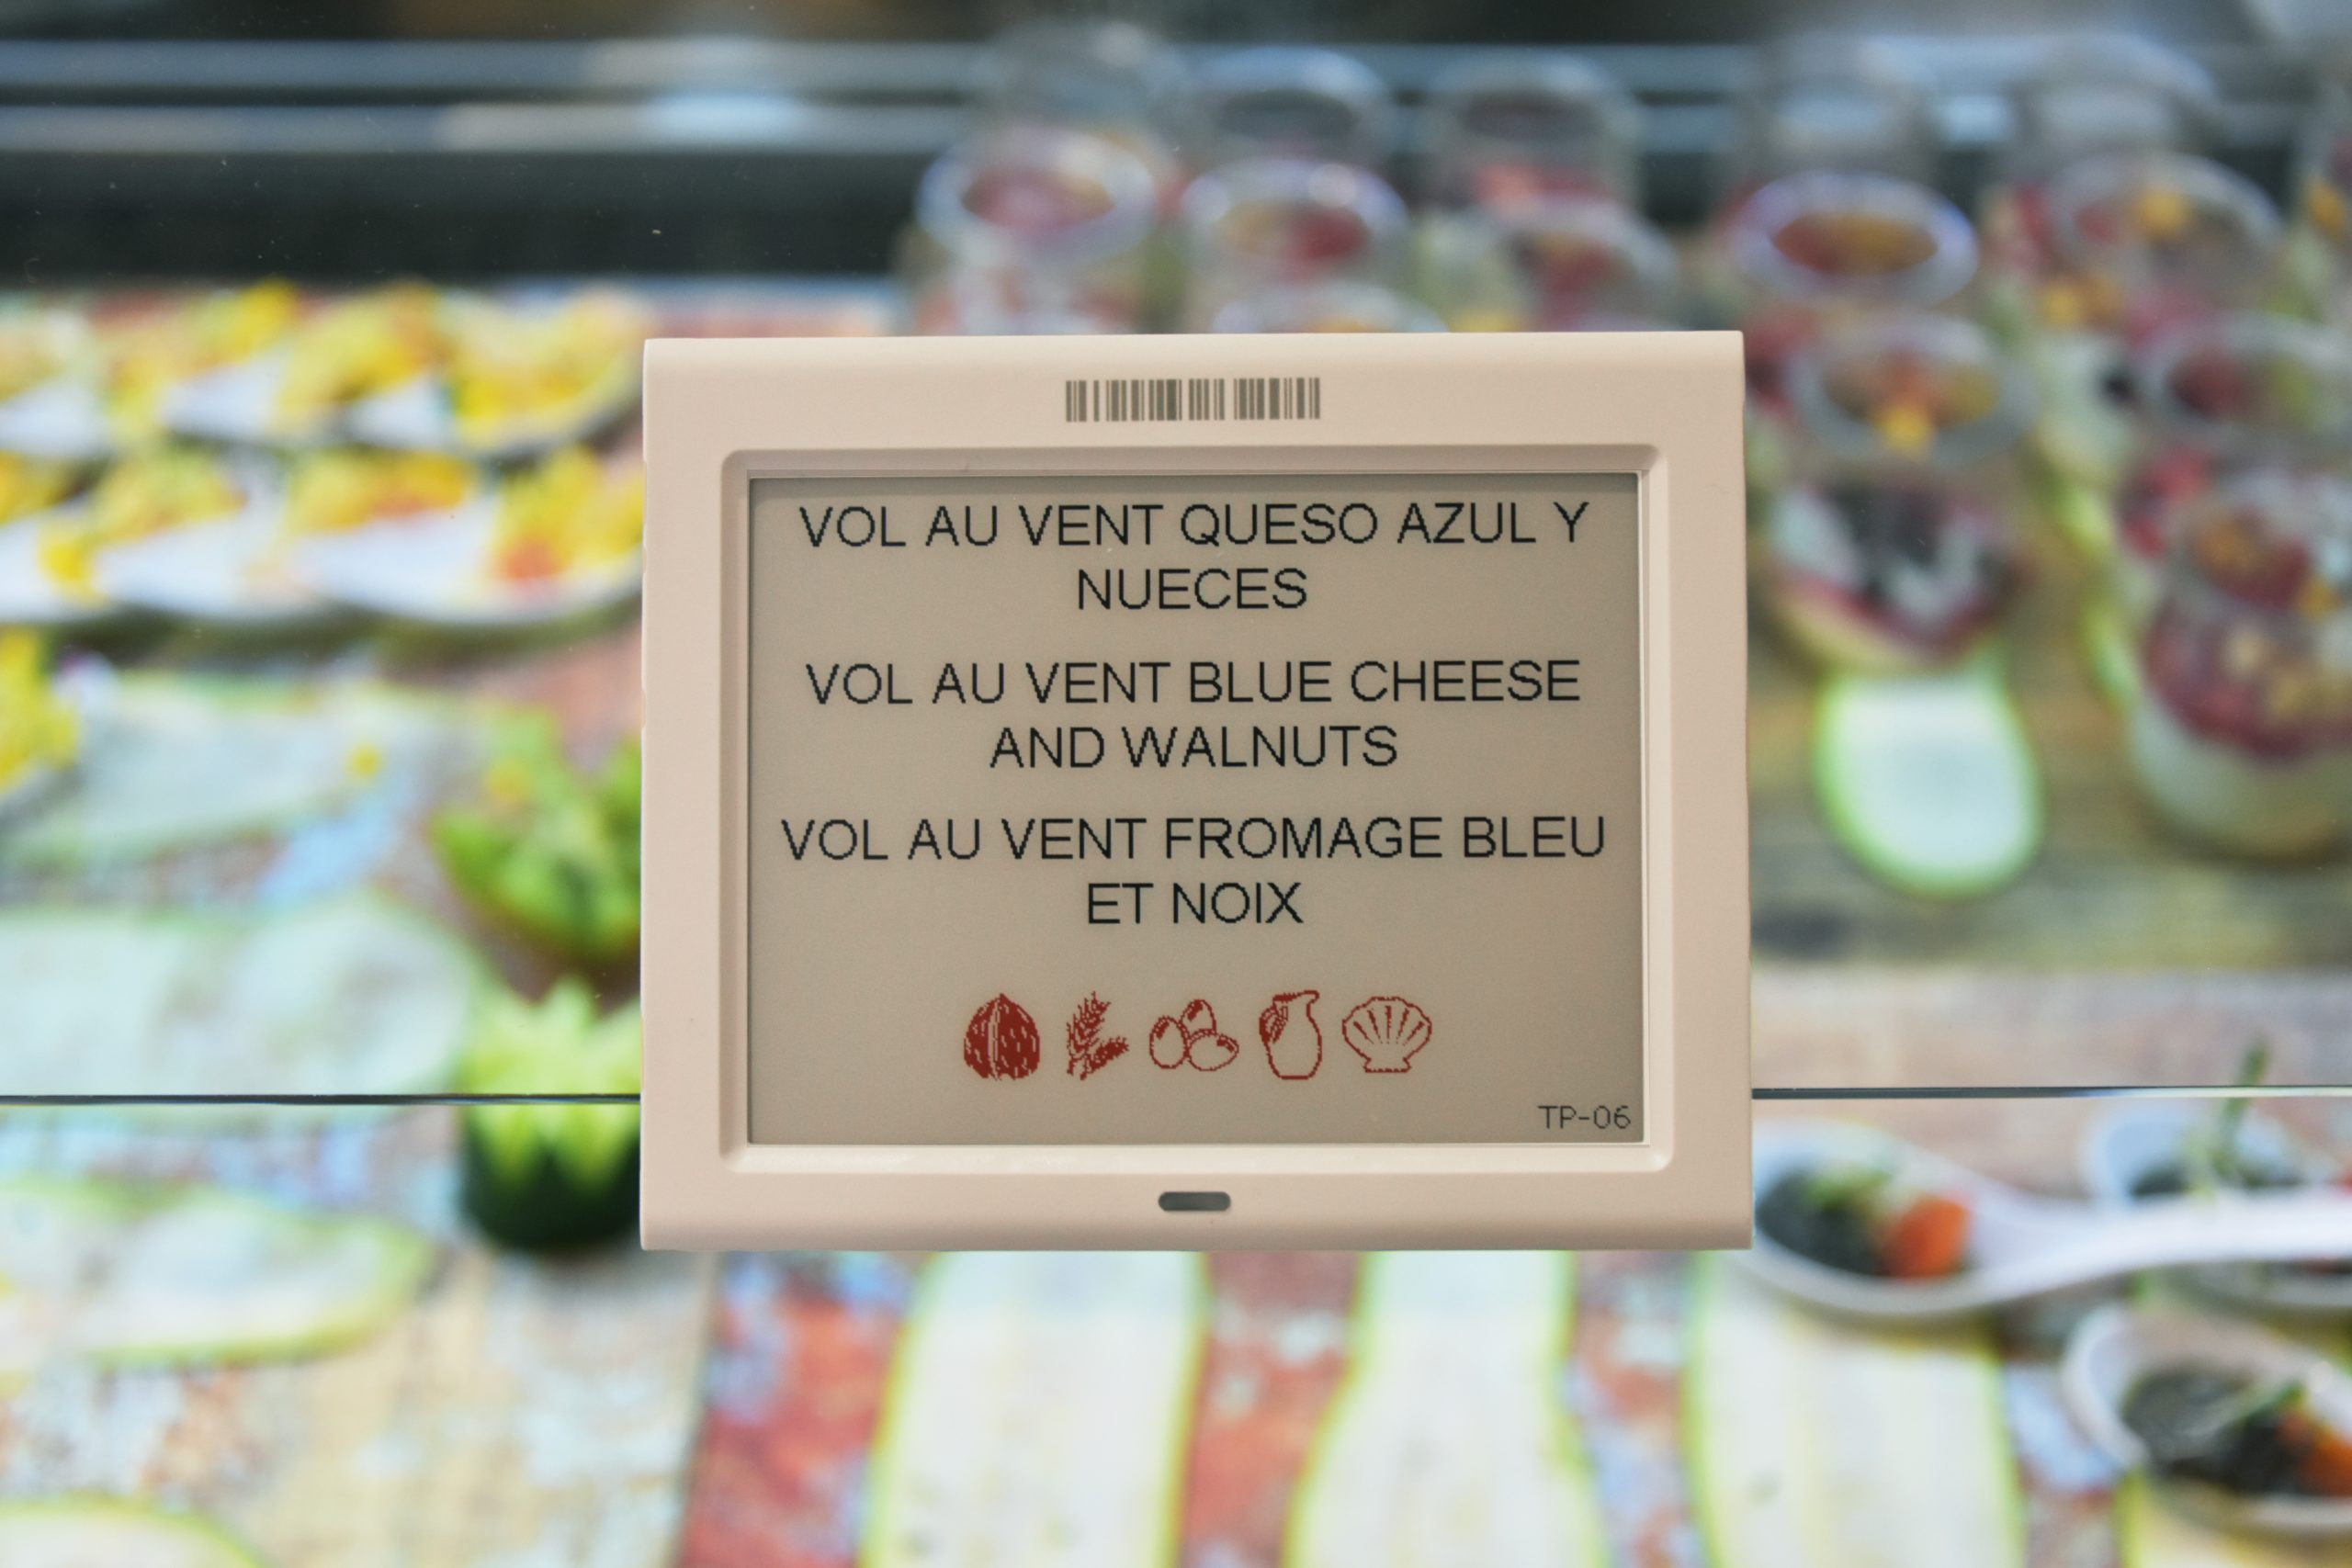 VOL AU VENT QUESO AZUL Y
NUECES
VOL AU VENT BLUE CHEESE
AND WALNUTS
VOL AU VENT FROMAGE BLEU
ET NOIX
TP-06